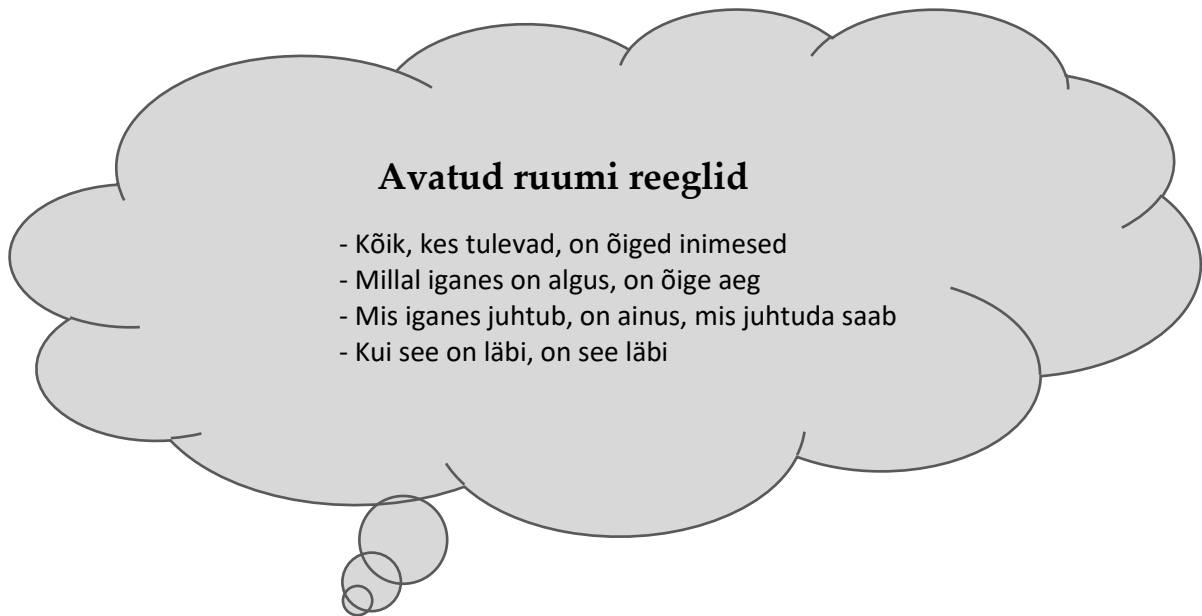 Avatud ruumi reeglid
- Kõik, kes tulevad, on õiged inimesed
- Millal iganes on algus, on õige aeg
- Mis iganes juhtub, on ainus, mis juhtuda saab
- Kui see on läbi, on see läbi